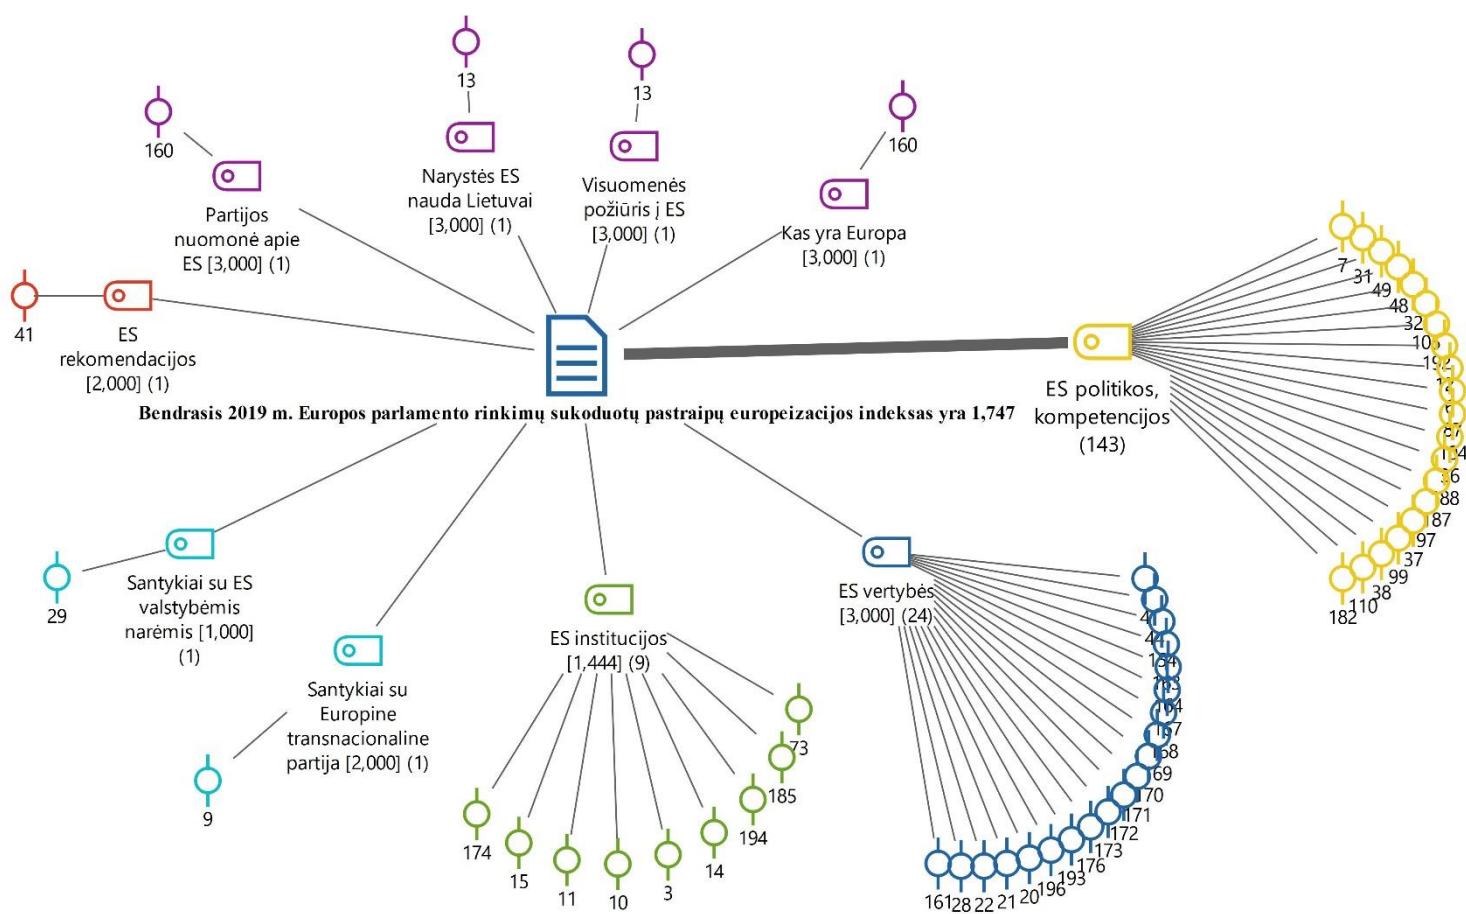 13
13
160
160
Narystės ES
nauda Lietuvai
[3,000] (1)
Visuomenės
požiūris į ES
[3,000] (1)
Partijos
nuomonė apie
ES [3,000] (1)
Kas yra Europa
[3,000] (1)
41
ES
rekomendacijos
[2,000] (1)
7
31
49
48
32
192
ES politikos,
kompetencijos
(143)
187
97
37
99
38
110
182
Bendrasis 2019 m. Europos parlamento rinkimų sukoduotų pastraipų europeizacijos indeksas yra 1,747
29
Santykiai su ES
valstybėmis
narėmis [1,000]
(1)
9
Santykiai su
Europine
transnacionaline
partija [2,000] (1)
ES institucijos
[1,444] (9)
73
185
194
14
3
10
11
15
174
ES vertybės
[3,000] (24)
44
154
163
164
167
168
169
170
171
172
173
176
193
196
20
21
22
28
161